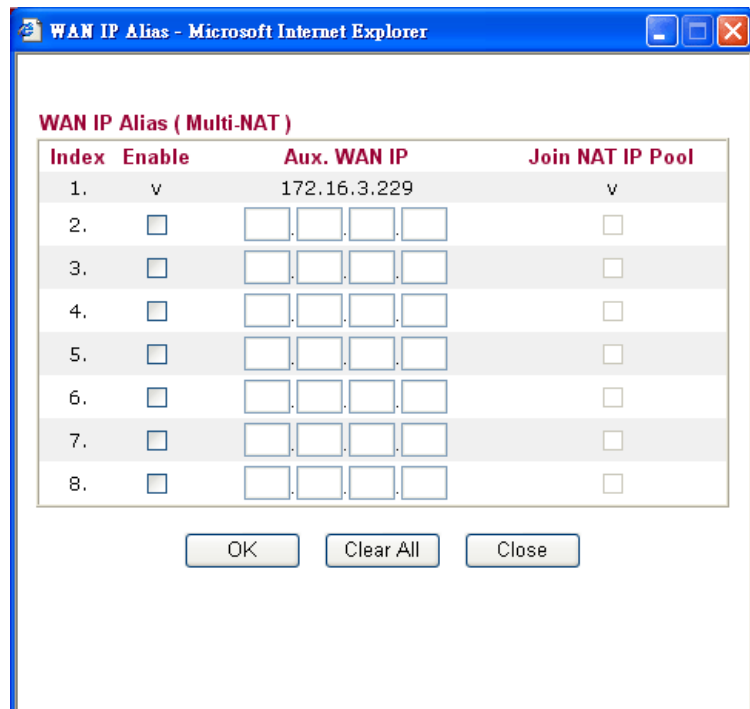 WAN IP Alias - Microsoft Internet Explorer
WAN IP Alias ( Multi-NAT )
Index Enable Aux. WAN IP Join NAT IP Pool
1. v 172.16.3.229 v
2. . . .
3. . . .
4. . . .
5. . . .
6. . . .
7. . . .
8. . . .
OK Clear All Close